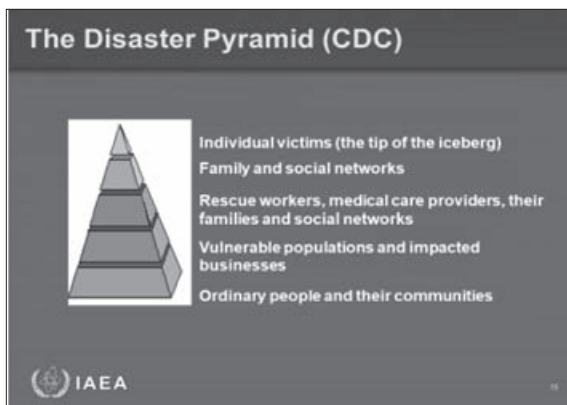 The Disaster Pyramid (CDC)
Individual victims (the tip of the iceberg)
Family and social networks
Rescue workers, medical care providers, their
families and social networks
Vulnerable populations and impacted
businesses
Ordinary people and their communities
IAEA